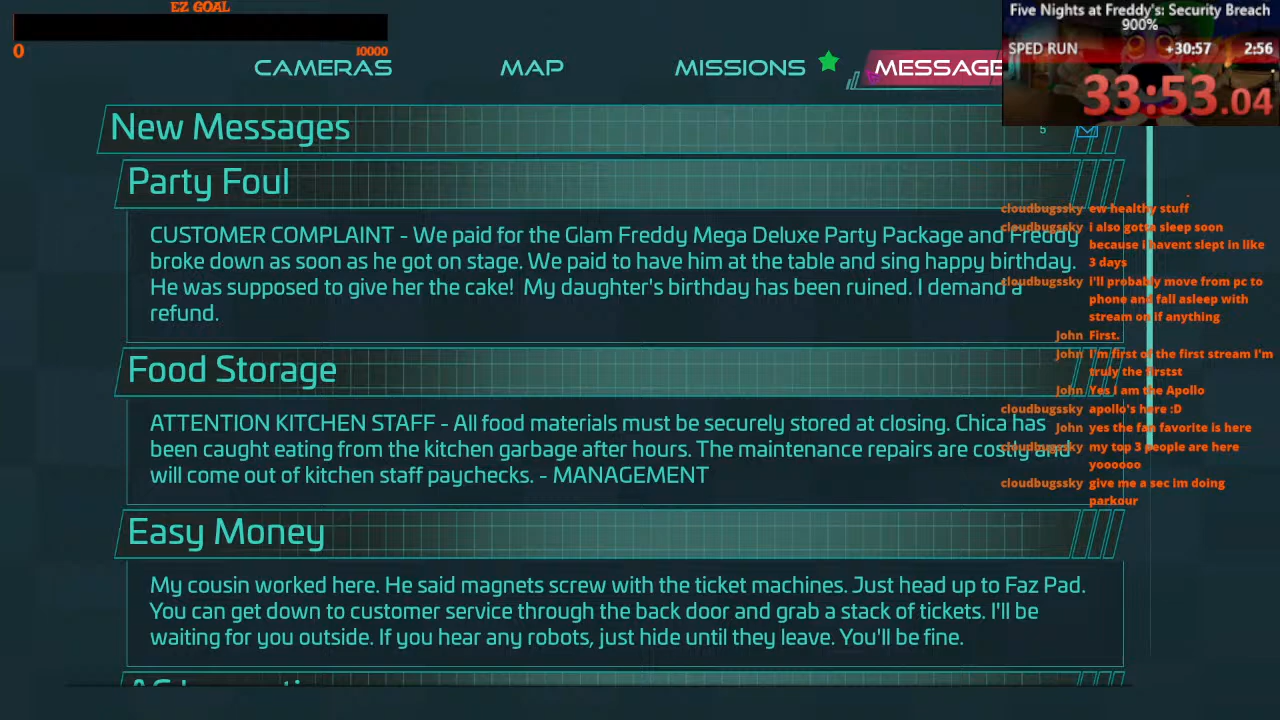 EZ GOAL
0
10000
CAMERAS
MAP
MISSIONS
MESSAGE
Five Nights at Freddy's: Security Breach
900%
SPED RUN +30:57 2:56
33:53.04
New Messages
5
Party Foul
CUSTOMER COMPLAINT - We paid for the Glam Freddy Mega Deluxe Party Package and Freddy
broke down as soon as he got on stage. We paid to have him at the table and sing happy birthday.
He was supposed to give her the cake!  My daughter's birthday has been ruined. I demand a
refund.
Food Storage
ATTENTION KITCHEN STAFF - All food materials must be securely stored at closing. Chica has
been caught eating from the kitchen garbage after hours. The maintenance repairs are costly and
will come out of kitchen staff paychecks. - MANAGEMENT
Easy Money
My cousin worked here. He said magnets screw with the ticket machines. Just head up to Faz Pad.
You can get down to customer service through the back door and grab a stack of tickets. I'll be
waiting for you outside. If you hear any robots, just hide until they leave. You'll be fine.
cloudbugssky ew healthy stuff
cloudbugssky i also gotta sleep soon
because i havent slept in like
3 days
cloudbugssky I'll probably move from pc to
phone and fall asleep with
stream on if anything
John First.
John I'm first of the first stream I'm
truly the firstst
John Yes I am the Apollo
cloudbugssky apollo's here :D
John yes the fan favorite is here
cloudbugssky my top 3 people are here
yoooooo
cloudbugssky give me a sec im doing
parkour